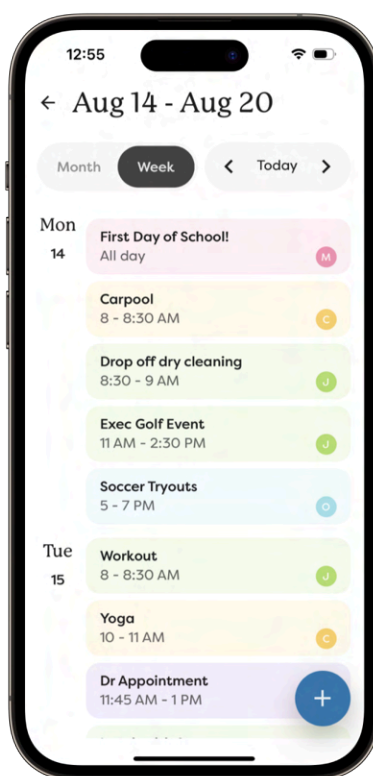 12:55
← Aug 14 - Aug 20
Month Week < Today >
Mon
14
First Day of School!
All day
M
Carpool
8 - 8:30 AM
C
Drop off dry cleaning
8:30 - 9 AM
J
Exec Golf Event
11 AM - 2:30 PM
J
Soccer Tryouts
5 - 7 PM
O
Tue
15
Workout
8 - 8:30 AM
J
Yoga
10 - 11 AM
C
Dr Appointment
11:45 AM - 1 PM
+